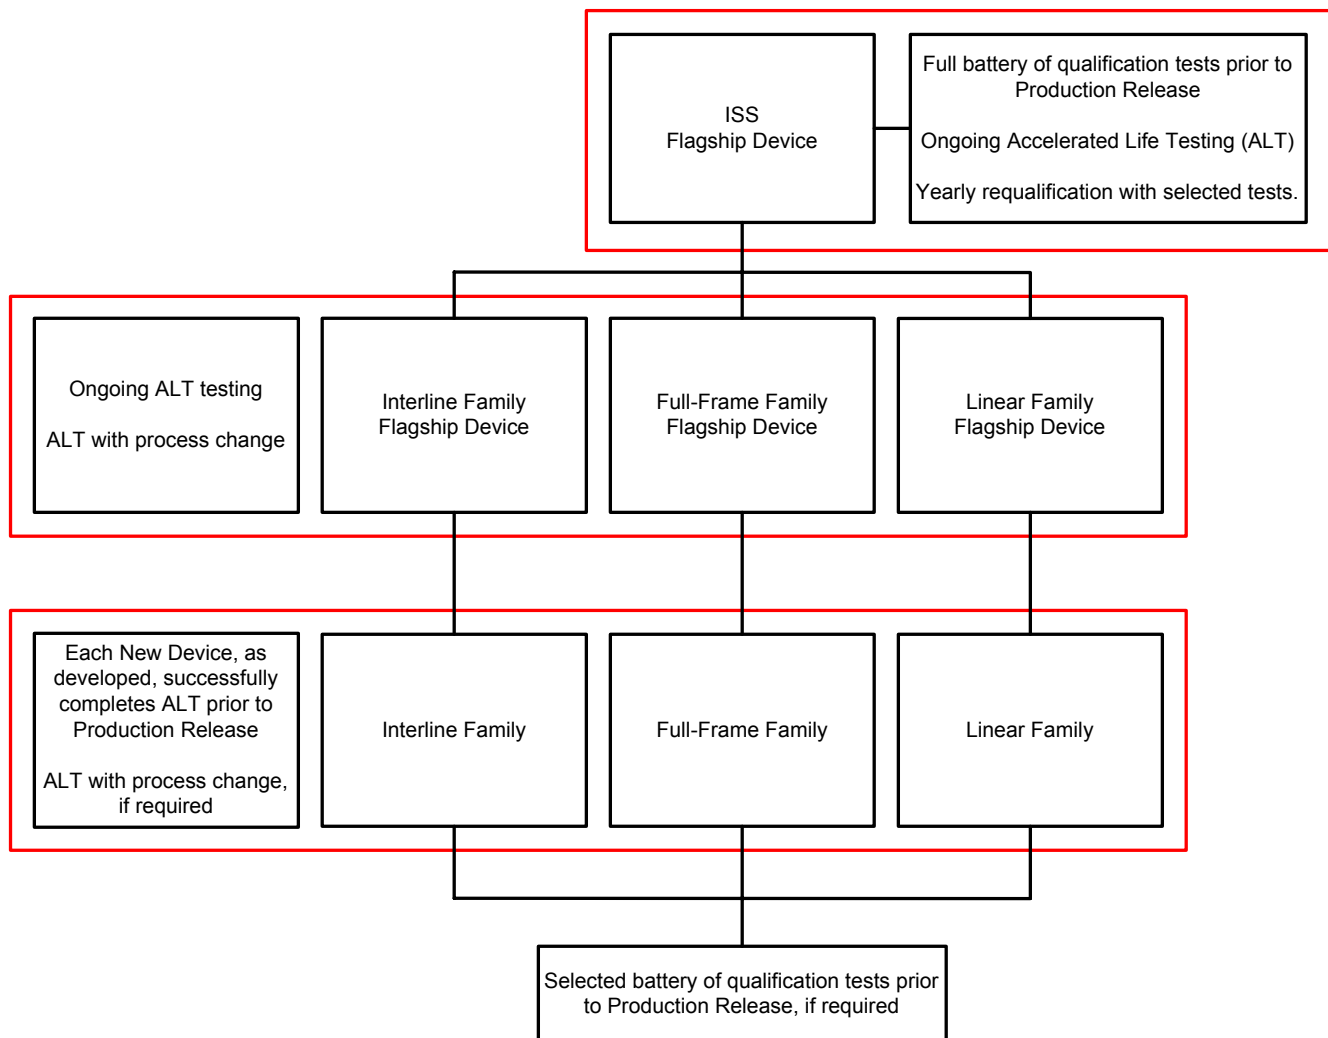 ISS
Flagship Device
Full battery of qualification tests prior to
Production Release
Ongoing Accelerated Life Testing (ALT)
Yearly requalification with selected tests.
Ongoing ALT testing
ALT with process change
Interline Family
Flagship Device
Full-Frame Family
Flagship Device
Linear Family
Flagship Device
Each New Device, as
developed, successfully
completes ALT prior to
Production Release
ALT with process change,
if required
Interline Family
Full-Frame Family
Linear Family
Selected battery of qualification tests prior
to Production Release, if required